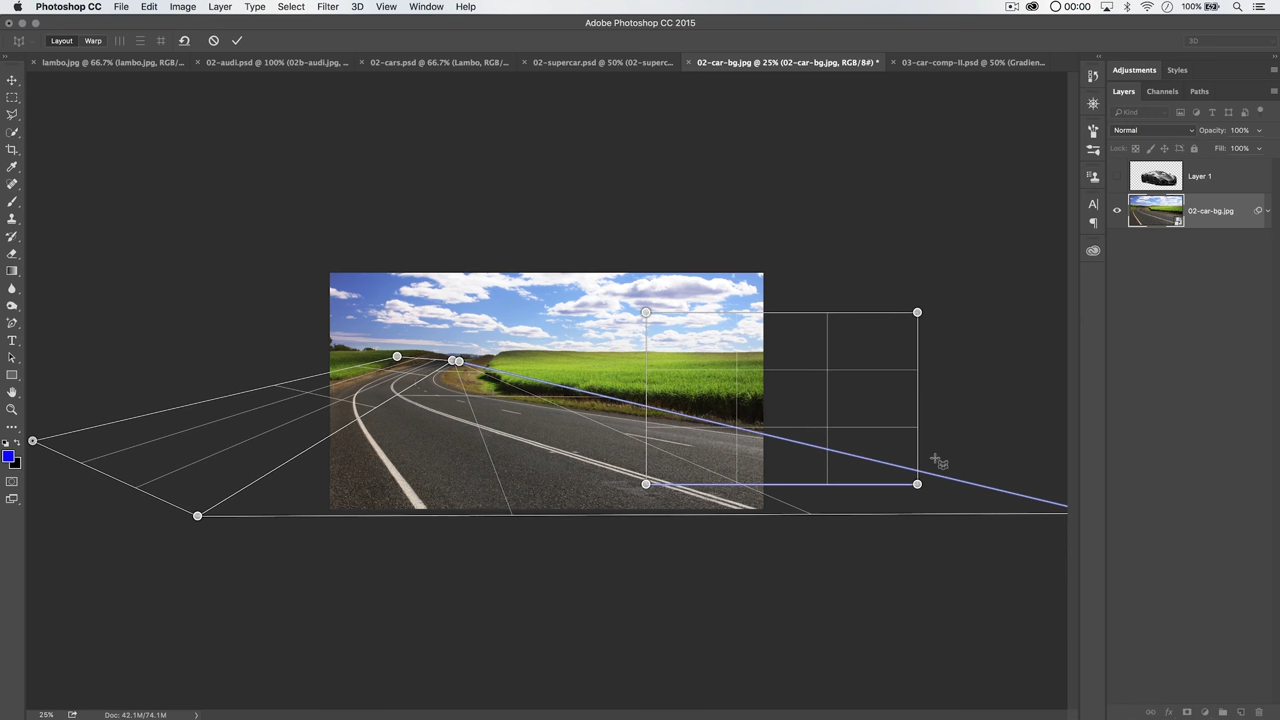 Photoshop CC File Edit Image Layer Type Select Filter 3D View Window Help 00:00 100%
Adobe Photoshop CC 2015
Layout Warp 3D
lambo.jpg @ 66.7% (lambo.jpg, RGB/... 02-audi.psd @ 100% (02b-audi.jpg, ... 02-cars.psd @ 66.7% (Lambo, RGB/... 02-supercar.psd @ 50% (02-superc... 02-car-bg.jpg @ 25% (02-car-bg.jpg, RGB/8#) * 03-car-comp-II.psd @ 50% (Gradien...
Adjustments Styles
Layers Channels Paths
Kind
Normal Opacity: 100%
Lock: Fill: 100%
Layer 1
02-car-bg.jpg
25% Doc: 42.1M/74.1M